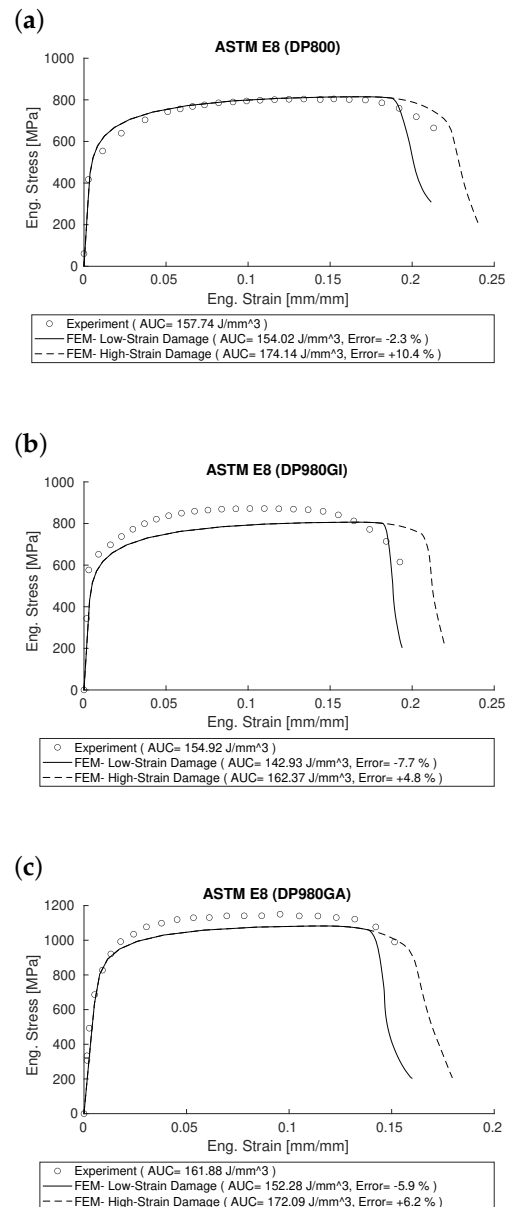 (a)
ASTM E8 (DP800)
1000
800
600
400
200
0
Eng. Stress [MPa]
0 0.05 0.1 0.15 0.2 0.25
Eng. Strain [mm/mm]
Experiment ( AUC= 157.74 J/mm^3 )
FEM- Low-Strain Damage ( AUC= 154.02 J/mm^3, Error= -2.3 % )
FEM- High-Strain Damage ( AUC= 174.14 J/mm^3, Error= +10.4 % )
(b)
ASTM E8 (DP980GI)
1000
800
600
400
200
0
Eng. Stress [MPa]
0 0.05 0.1 0.15 0.2 0.25
Eng. Strain [mm/mm]
Experiment ( AUC= 154.92 J/mm^3 )
FEM- Low-Strain Damage ( AUC= 142.93 J/mm^3, Error= -7.7 % )
FEM- High-Strain Damage ( AUC= 162.37 J/mm^3, Error= +4.8 % )
(c)
ASTM E8 (DP980GA)
1200
1000
800
600
400
200
0
Eng. Stress [MPa]
0 0.05 0.1 0.15 0.2
Eng. Strain [mm/mm]
Experiment ( AUC= 161.88 J/mm^3 )
FEM- Low-Strain Damage ( AUC= 152.28 J/mm^3, Error= -5.9 % )
FEM- High-Strain Damage ( AUC= 172.09 J/mm^3, Error= +6.2 % )